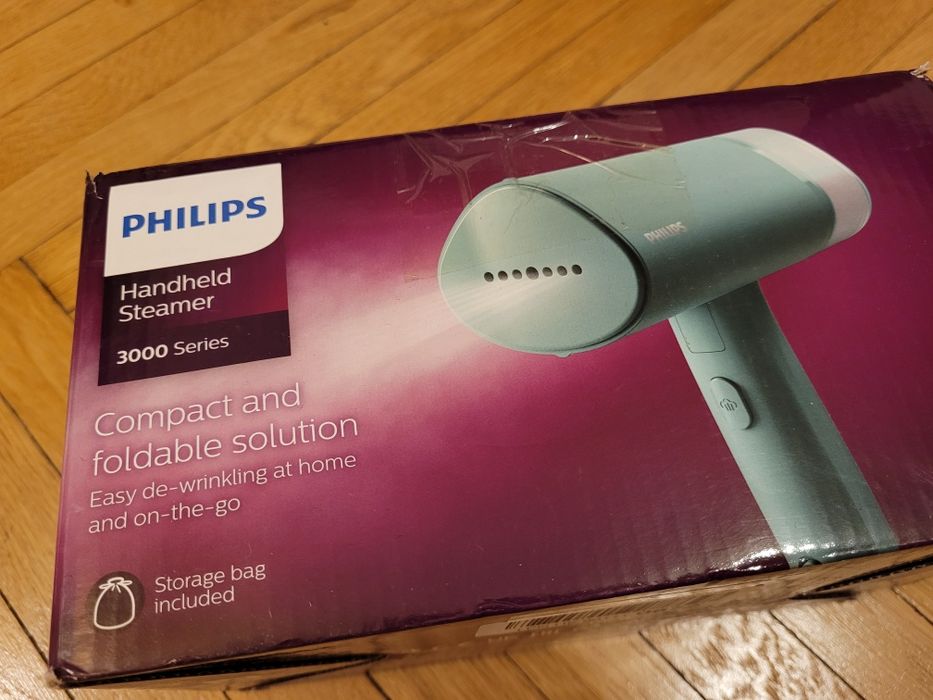 PHILIPS
Handheld
Steamer
3000 Series
Compact and
foldable solution
Easy de-wrinkling at home
and on-the-go
Storage bag
included
PHILIPS